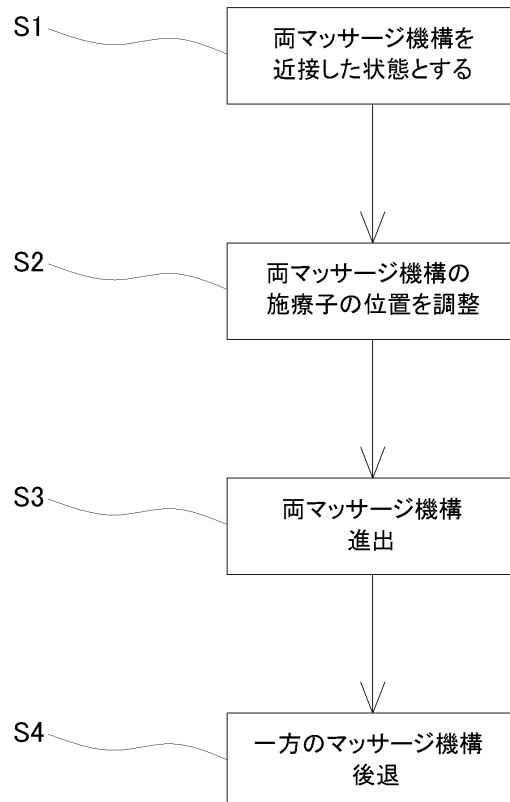 S1
両マッサージ機構を
近接した状態とする
S2
両マッサージ機構の
施療子の位置を調整
S3
両マッサージ機構
進出
S4
一方のマッサージ機構
後退